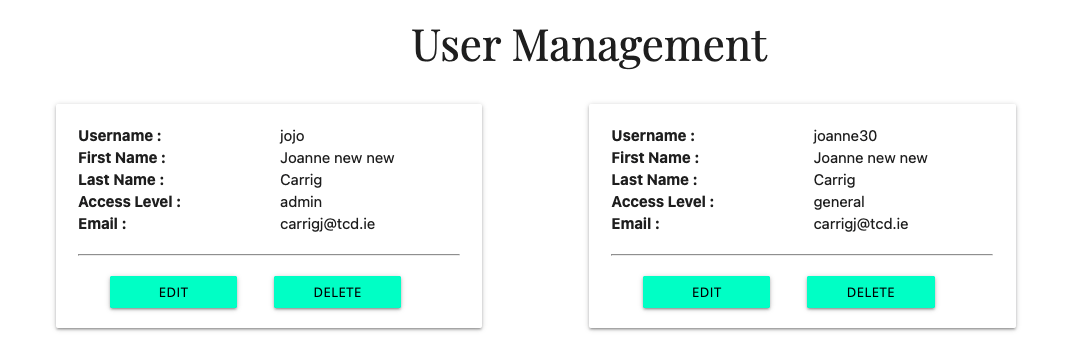 User Management
Username : jojo
First Name : Joanne new new
Last Name : Carrig
Access Level : admin
Email : carrigj@tcd.ie
EDIT DELETE
Username : joanne30
First Name : Joanne new new
Last Name : Carrig
Access Level : general
Email : carrigj@tcd.ie
EDIT DELETE